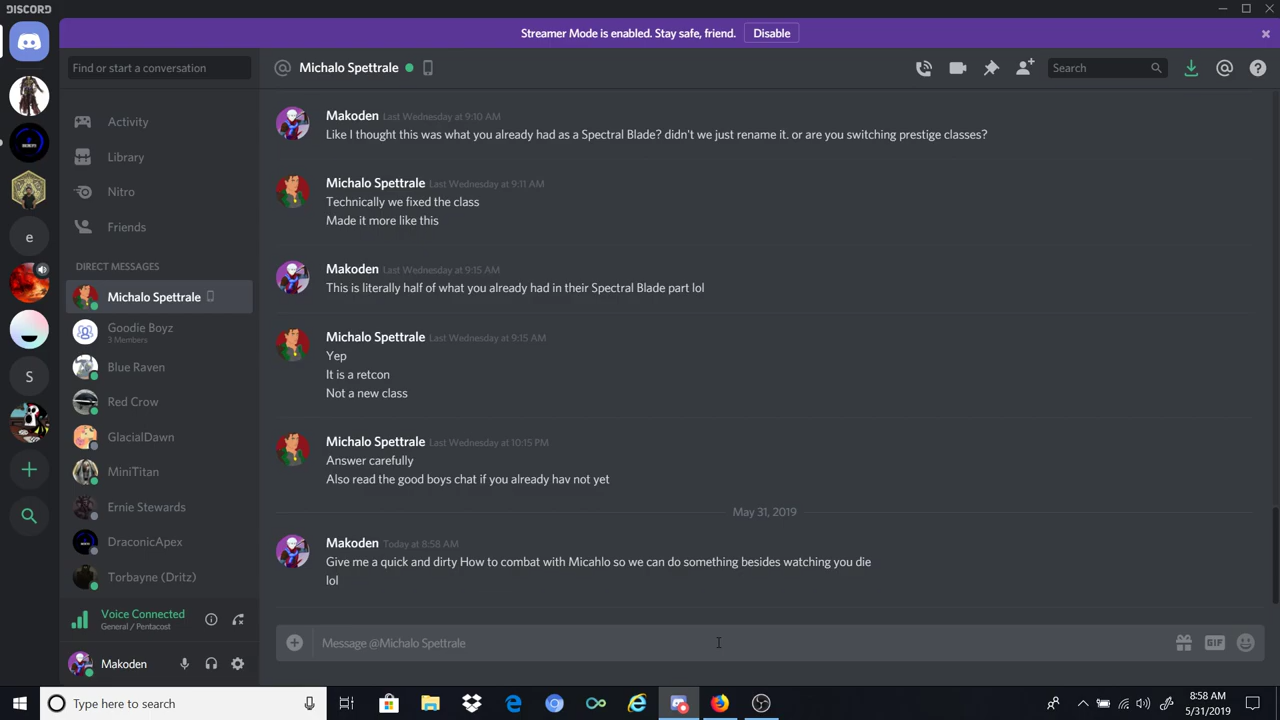 DISCORD
Streamer Mode is enabled. Stay safe, friend. Disable
Find or start a conversation
Michalo Spettrale
Search
Activity
Library
Nitro
Friends
DIRECT MESSAGES
Michalo Spettrale
Goodie Boyz
3 Members
Blue Raven
Red Crow
GlacialDawn
MiniTitan
Ernie Stewards
DraconicApex
Torbayne (Dritz)
Voice Connected
General / Pentacost
Makoden
e
S
Makoden Last Wednesday at 9:10 AM
Like I thought this was what you already had as a Spectral Blade? didn't we just rename it. or are you switching prestige classes?
Michalo Spettrale Last Wednesday at 9:11 AM
Technically we fixed the class
Made it more like this
Makoden Last Wednesday at 9:15 AM
This is literally half of what you already had in their Spectral Blade part lol
Michalo Spettrale Last Wednesday at 9:15 AM
Yep
It is a retcon
Not a new class
Michalo Spettrale Last Wednesday at 10:15 PM
Answer carefully
Also read the good boys chat if you already hav not yet
May 31, 2019
Makoden Today at 8:58 AM
Give me a quick and dirty How to combat with Micahlo so we can do something besides watching you die
lol
Message @Michalo Spettrale
GIF
Type here to search
8:58 AM
5/31/2019